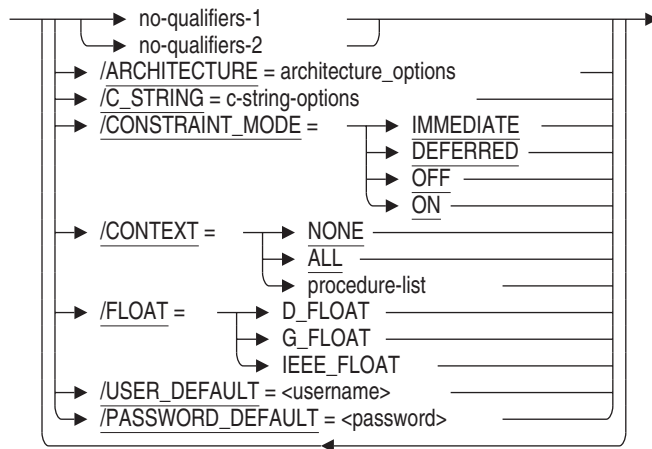 no-qualifiers-1
no-qualifiers-2
/ARCHITECTURE = architecture_options
/C_STRING = c-string-options
/CONSTRAINT_MODE = IMMEDIATE
DEFERRED
OFF
ON
/CONTEXT = NONE
ALL
procedure-list
/FLOAT = D_FLOAT
G_FLOAT
IEEE_FLOAT
/USER_DEFAULT = <username>
/PASSWORD_DEFAULT = <password>